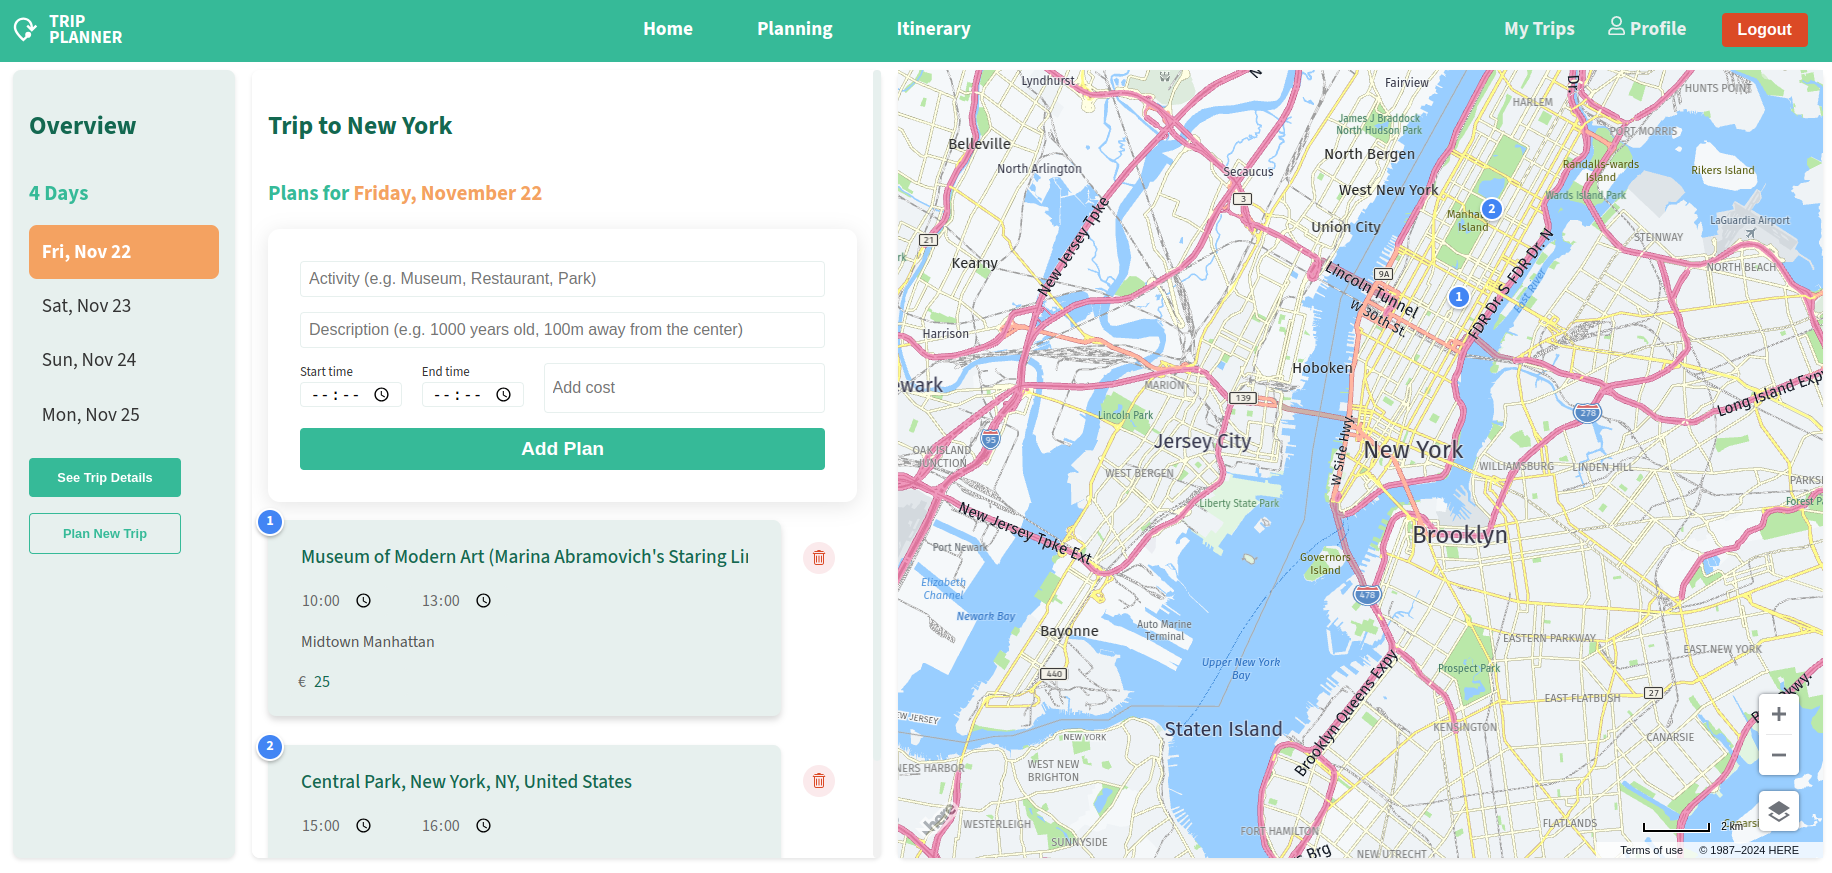 TRIP
PLANNER
Home
Planning
Itinerary
My Trips
Profile
Logout
Overview
4 Days
Fri, Nov 22
Sat, Nov 23
Sun, Nov 24
Mon, Nov 25
See Trip Details
Plan New Trip
Trip to New York
Plans for Friday, November 22
Activity (e.g. Museum, Restaurant, Park)
Description (e.g. 1000 years old, 100m away from the center)
Start time
End time
--:--
--:--
Add cost
Add Plan
1
Museum of Modern Art (Marina Abramovich's Staring Lin
10:00
13:00
Midtown Manhattan
€ 25
2
Central Park, New York, NY, United States
15:00
16:00
Lyndhurst
Fairview
HARLEM
Dr.
HUNTS POINT
James J Braddock
North Hudson Park
PORT MORRIS
Belleville
North Arlington
Secaucus
North Bergen
Randalls-wards
Island
Rikers Island
West New York
Wards Island Park
3
2
Manhattan
Island
LaGuardia Airport
Union City
21
STEINWAY
New Jersey Tpke
Kearny
NORTH BEACH
9A
Lincoln Tunnel
1
W 30th St.
FDR Dr. S
FDR Dr. N
East River
Harrison
Hoboken
wark
MARION
139
Long Island Exp
Lincoln Park
278
95
Jersey City
W Side Hwy.
New York
OAK ISLAND
JUNCTION
WEST BERGEN
WILLIAMSBURG
LINDEN HILL
PARKS
Liberty State Park
Forest P
New Jersey Tpke Ext
Brooklyn
Port Newark
Governors
Island
Elizabeth
Channel
478
Newark Bay
Bayonne
Auto Marine
Terminal
EASTERN PARKWAY
EAST NEW YORK
Upper New York
Bay
Prospect Park
440
Brooklyn Queens Expy
EAST FLATBUSH
27
NEW JERSEY
NEW YORK
Staten Island
KENSINGTON
CANARSIE
NERS HARBOR
WEST NEW
BRIGHTON
here
WESTERLEIGH
SUNNYSIDE
FORT HAMILTON
Brg
NEW UTRECHT
FLATLANDS
2 km
Terms of use
© 1987–2024 HERE